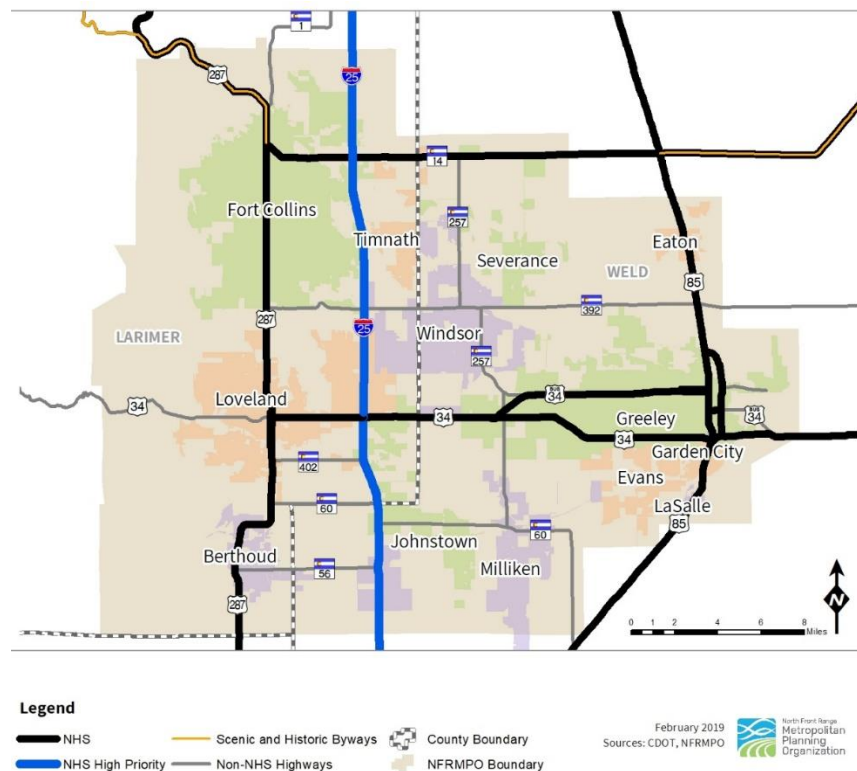 1
287
25
14
Fort Collins
257
Timnath
Eaton
Severance
WELD
85
287
392
LARIMER
25
Windsor
257
Loveland
34
BUS 34
34
Greeley
BUS 34
34
Garden City
402
Evans
60
LaSalle
85
Johnstown
60
Berthoud
56
Milliken
287
N
0 1 2 4 6 8
Miles
Legend
NHS
Scenic and Historic Byways
County Boundary
NHS High Priority
Non-NHS Highways
NFRMPO Boundary
February 2019
Sources: CDOT, NFRMPO
North Front Range
Metropolitan
Planning
Organization